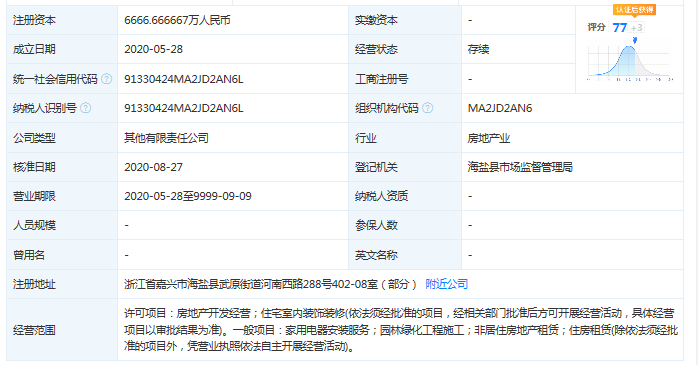 认证后获得
注册资本 6666.666667万人民币 实缴资本 -
评分 77 +3
成立日期 2020-05-28 经营状态 存续
统一社会信用代码 ? 91330424MA2JD2AN6L 工商注册号 -
纳税人识别号 ? 91330424MA2JD2AN6L 组织机构代码 ? MA2JD2AN6
公司类型 其他有限责任公司 行业 房地产业
核准日期 2020-08-27 登记机关 海盐县市场监督管理局
营业期限 2020-05-28至9999-09-09 纳税人资质 -
人员规模 - 参保人数 -
曾用名 - 英文名称 -
注册地址 浙江省嘉兴市海盐县武原街道河南西路288号402-08室（部分） 附近公司
许可项目：房地产开发经营；住宅室内装饰装修(依法须经批准的项目，经相关部门批准后方可开展经营活动，具体经营
经营范围 项目以审批结果为准)。一般项目：家用电器安装服务；园林绿化工程施工；非居住房地产租赁；住房租赁(除依法须经批
准的项目外，凭营业执照依法自主开展经营活动)。